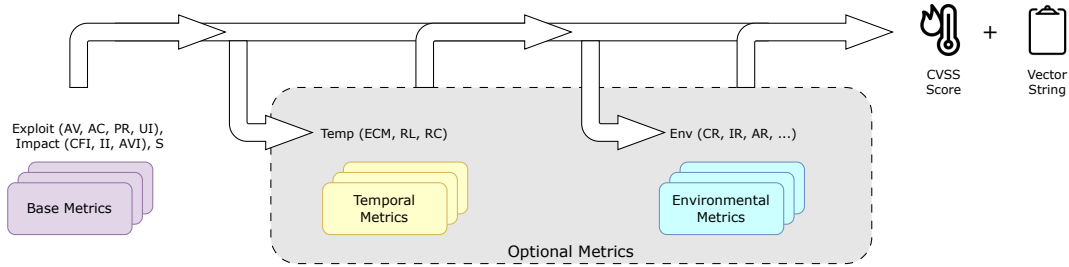 CVSS
Score
+
Vector
String
Exploit (AV, AC, PR, UI),
Impact (CFI, II, AVI), S
Base Metrics
Temp (ECM, RL, RC)
Temporal
Metrics
Env (CR, IR, AR, ...)
Environmental
Metrics
Optional Metrics